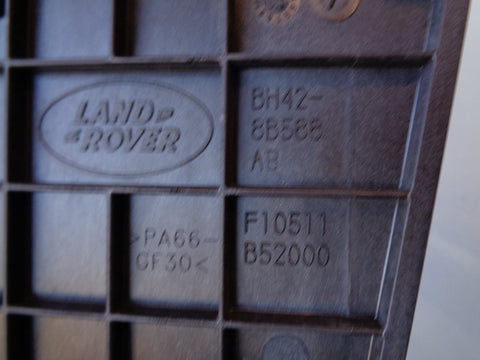 LAND
ROVER
BH42-
8B588
AB
>PA66-
GF30<
F10511
B52000